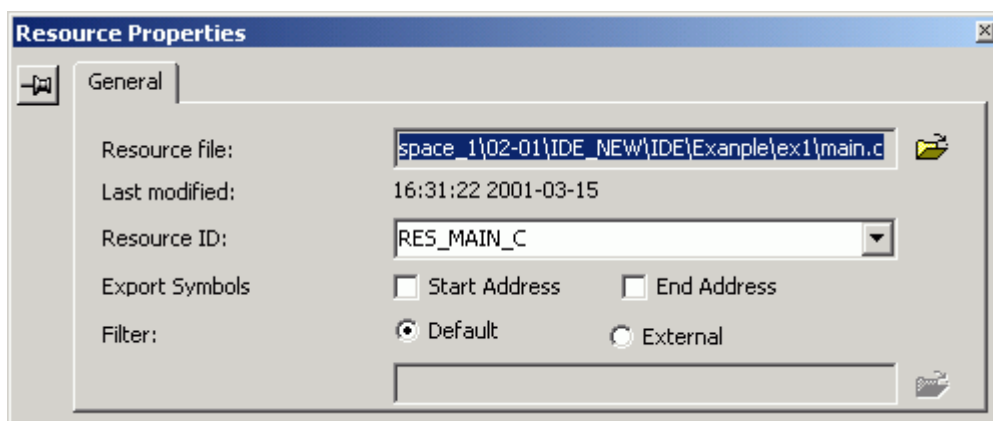 Resource Properties
General
Resource file: space_1\02-01\IDE_NEW\IDE\Exanple\ex1\main.c
Last modified: 16:31:22 2001-03-15
Resource ID: RES_MAIN_C
Export Symbols Start Address End Address
Filter: Default External